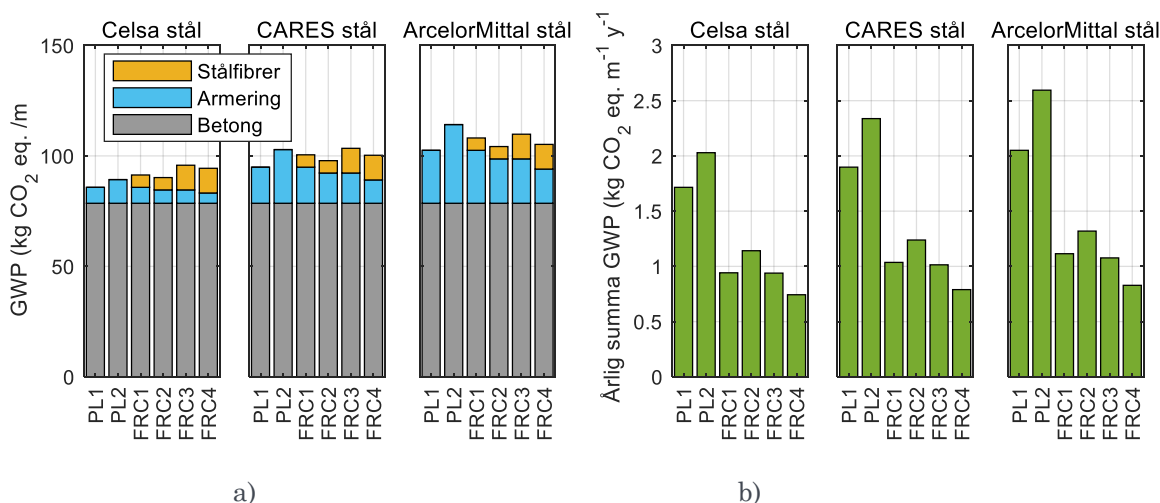 Celsa stål
CARES stål
ArcelorMittal stål
GWP (kg CO2 eq. /m
150
100
50
0
Stålfibrer
Armering
Betong
PL1
PL2
FRC1
FRC2
FRC3
FRC4
PL1
PL2
FRC1
FRC2
FRC3
FRC4
PL1
PL2
FRC1
FRC2
FRC3
FRC4
a)
Celsa stål
CARES stål
ArcelorMittal stål
Årlig summa GWP (kg CO2 eq. m-1 y-1
3
2.5
2
1.5
1
0.5
0
PL1
PL2
FRC1
FRC2
FRC3
FRC4
PL1
PL2
FRC1
FRC2
FRC3
FRC4
PL1
PL2
FRC1
FRC2
FRC3
FRC4
b)